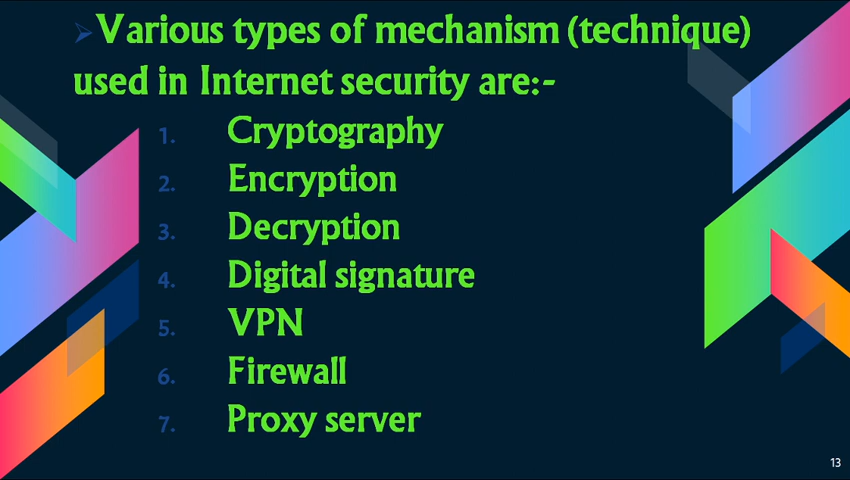 ➢Various types of mechanism (technique)
used in Internet security are:-
1. Cryptography
2. Encryption
3. Decryption
4. Digital signature
5. VPN
6. Firewall
7. Proxy server
13